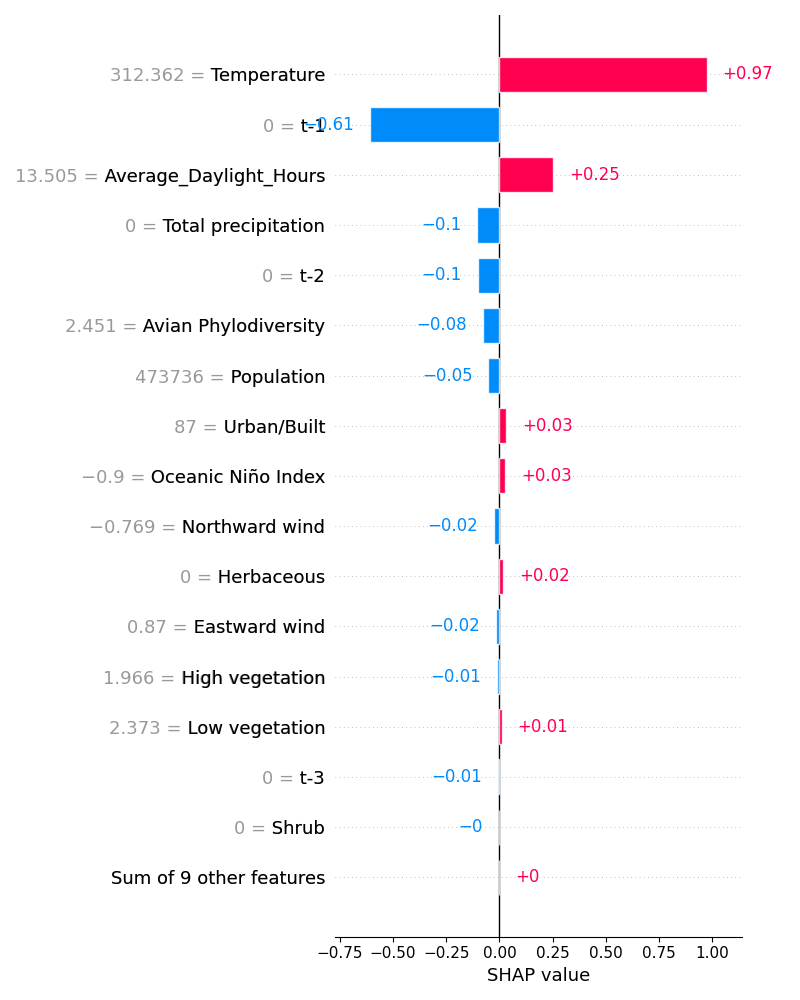 312.362 = Temperature +0.97
0 = t-1 −0.61
13.505 = Average_Daylight_Hours +0.25
0 = Total precipitation −0.1
0 = t-2 −0.1
2.451 = Avian Phylodiversity −0.08
473736 = Population −0.05
87 = Urban/Built +0.03
−0.9 = Oceanic Niño Index +0.03
−0.769 = Northward wind −0.02
0 = Herbaceous +0.02
0.87 = Eastward wind −0.02
1.966 = High vegetation −0.01
2.373 = Low vegetation +0.01
0 = t-3 −0.01
0 = Shrub −0
Sum of 9 other features +0
−0.75 −0.50 −0.25 0.00 0.25 0.50 0.75 1.00
SHAP value